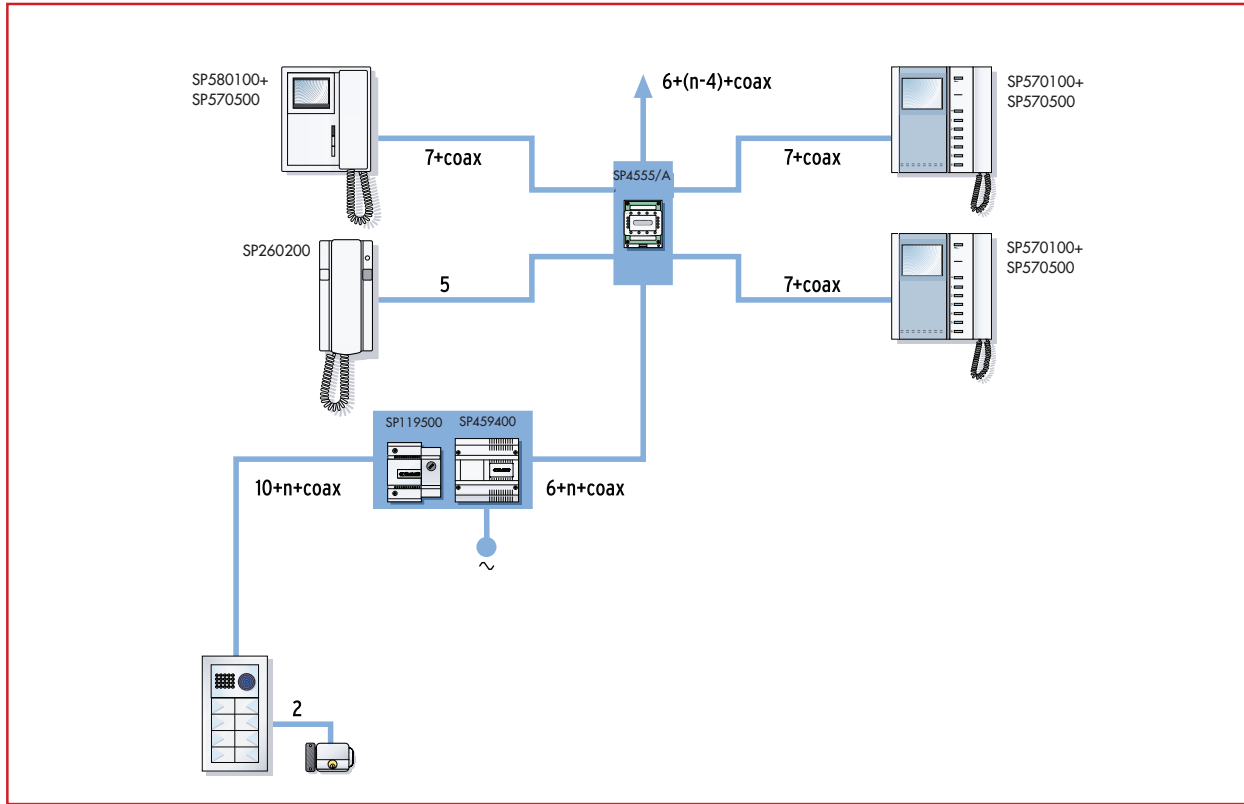 SP580100+
SP570500
6+(n-4)+coax
SP570100+
SP570500
7+coax
SP4555/A
7+coax
SP260200
5
SP570100+
SP570500
7+coax
SP119500
SP459400
10+n+coax
6+n+coax
~
2